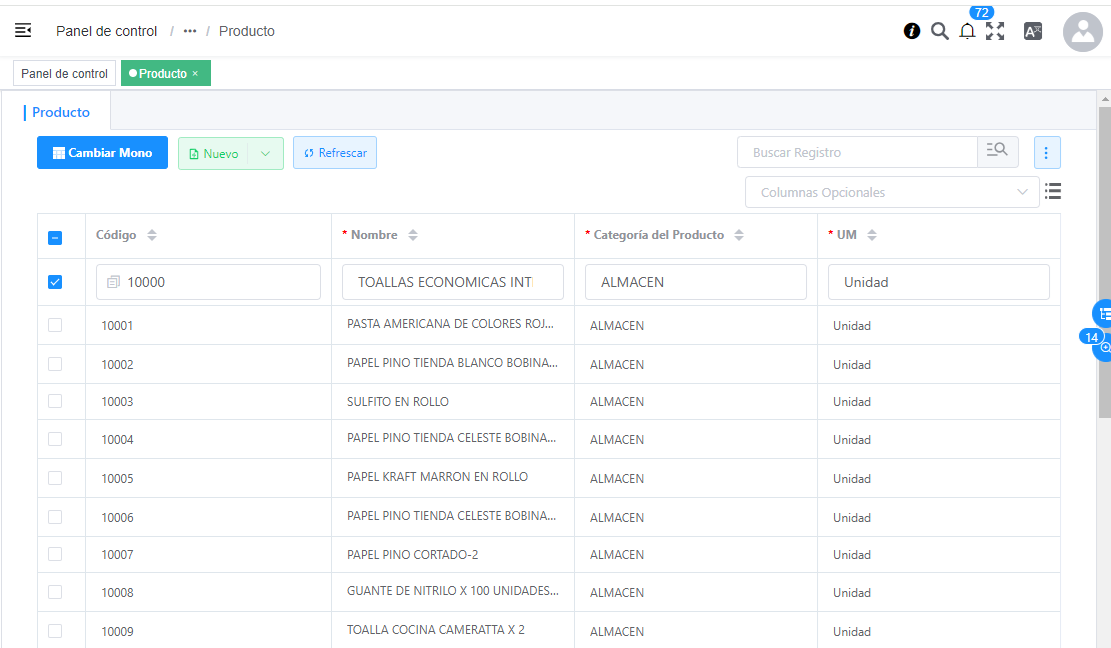 Panel de control / ••• / Producto
72
Panel de control
Producto ×
Producto
Cambiar Mono
Nuevo
Refrescar
Buscar Registro
Columnas Opcionales
Código * Nombre * Categoría del Producto * UM
10000 TOALLAS ECONOMICAS INT ALMACEN Unidad
10001 PASTA AMERICANA DE COLORES ROJ... ALMACEN Unidad
14
10002 PAPEL PINO TIENDA BLANCO BOBINA... ALMACEN Unidad
10003 SULFITO EN ROLLO ALMACEN Unidad
10004 PAPEL PINO TIENDA CELESTE BOBINA... ALMACEN Unidad
10005 PAPEL KRAFT MARRON EN ROLLO ALMACEN Unidad
10006 PAPEL PINO TIENDA CELESTE BOBINA... ALMACEN Unidad
10007 PAPEL PINO CORTADO-2 ALMACEN Unidad
10008 GUANTE DE NITRILO X 100 UNIDADES... ALMACEN Unidad
10009 TOALLA COCINA CAMERATTA X 2 ALMACEN Unidad